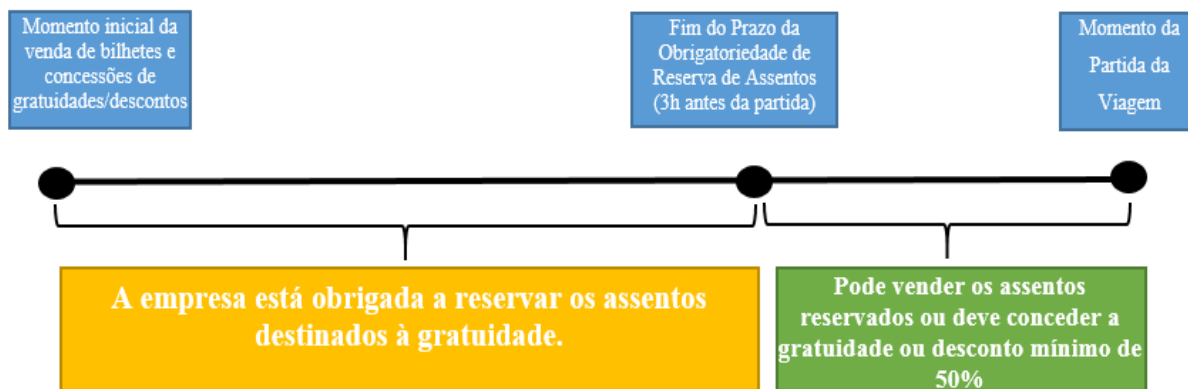 Momento inicial da
venda de bilhetes e
concessões de
gratuidades/descontos
Fim do Prazo da
Obrigatoriedade de
Reserva de Assentos
(3h antes da partida)
Momento da
Partida da
Viagem
A empresa está obrigada a reservar os assentos
destinados à gratuidade.
Pode vender os assentos
reservados ou deve conceder a
gratuidade ou desconto mínimo de
50%